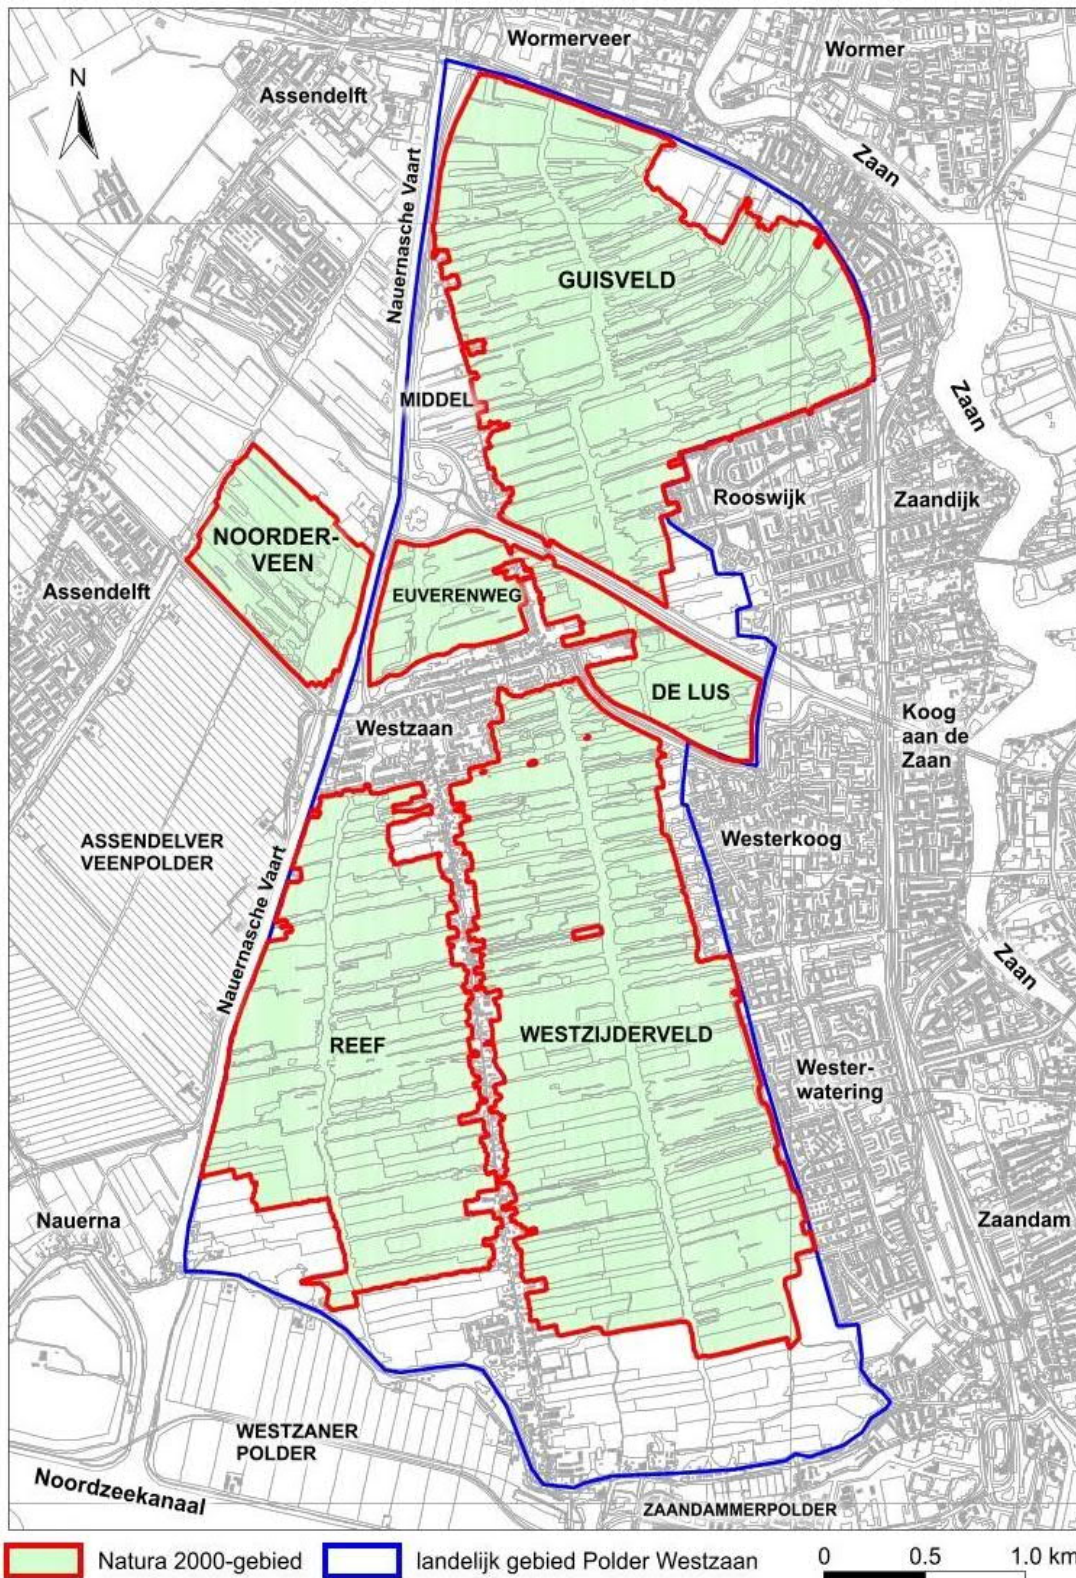 Wormerveer
Wormer
N
Assendelft
Nauernasche Vaart
Zaan
GUISVELD
MIDDEL
Zaan
Rooswijk
Zaandijk
NOORDER-
VEEN
Assendelft
EUVERENWEG
DE LUS
Koog
aan de
Zaan
Westzaan
ASSENDELVER
VEENPOLDER
Westerkoog
Nauernasche Vaart
Zaan
REEF
WESTZIJDERVELD
Wester-
watering
Nauerna
Zaandam
WESTZANER
POLDER
Noordzeekanaal
ZAANDAMMERPOLDER
Natura 2000-gebied
landelijk gebied Polder Westzaan
0 0.5 1.0 km